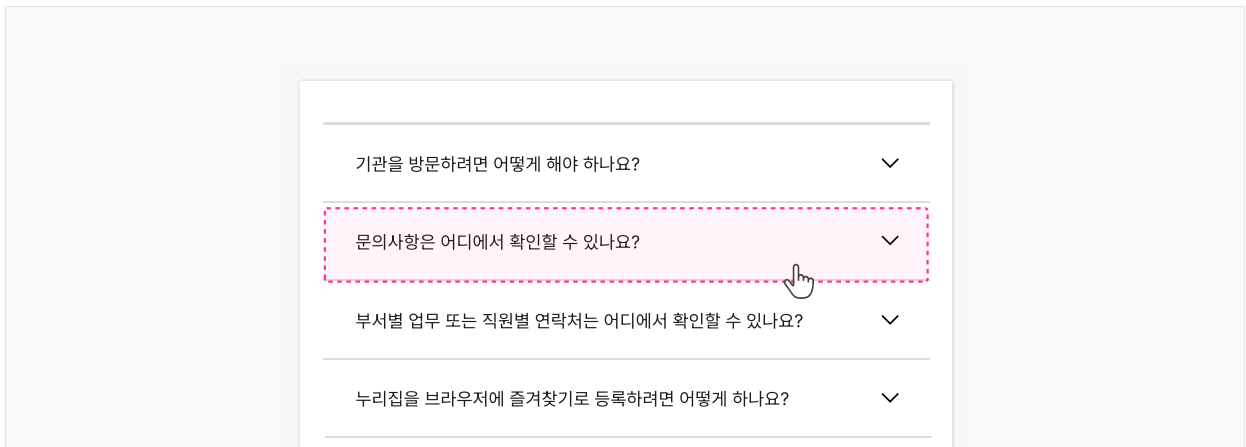 기관을 방문하려면 어떻게 해야 하나요?
문의사항은 어디에서 확인할 수 있나요?
부서별 업무 또는 직원별 연락처는 어디에서 확인할 수 있나요?
누리집을 브라우저에 즐겨찾기로 등록하려면 어떻게 하나요?